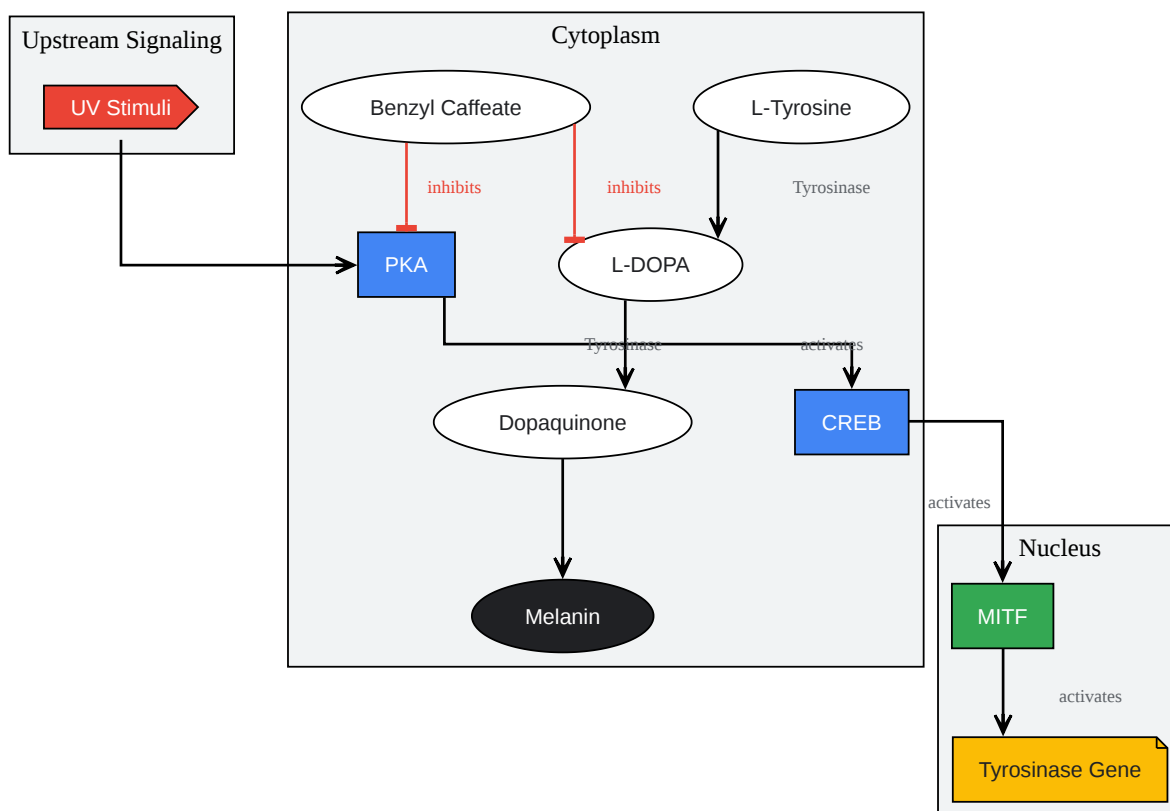 Upstream Signaling
UV Stimuli
Cytoplasm
Benzyl Caffeate
L-Tyrosine
inhibits
inhibits
Tyrosinase
PKA
L-DOPA
Tyrosinase
activates
Dopaquinone
CREB
activates
Nucleus
MITF
Melanin
activates
Tyrosinase Gene